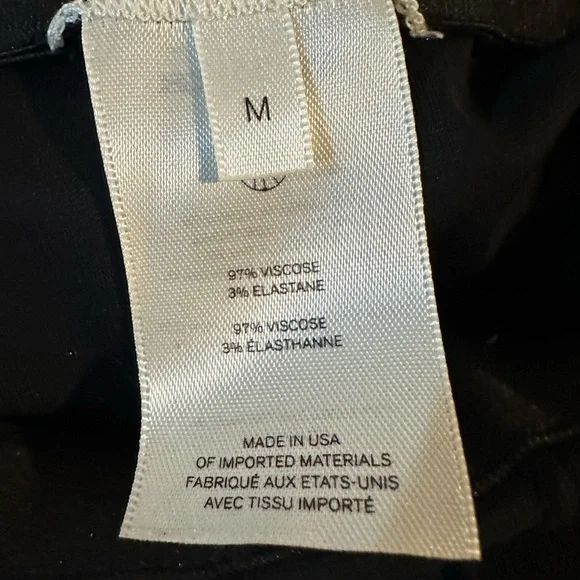 M
97% VISCOSE
3% ELASTANE
97% VISCOSE
3% ÉLASTHANNE
MADE IN USA
OF IMPORTED MATERIALS
FABRIQUÉ AUX ETATS-UNIS
AVEC TISSU IMPORTÉ